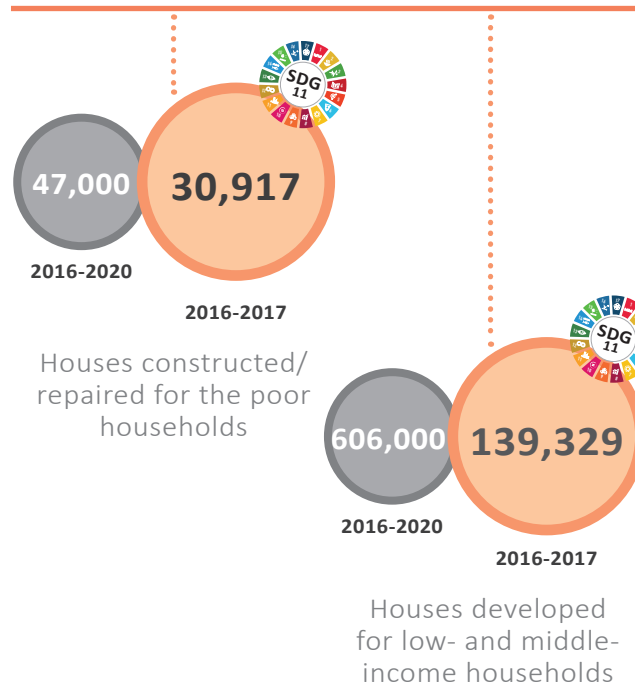 SDG
11
47,000
30,917
2016-2020
2016-2017
Houses constructed/
repaired for the poor
households
SDG
11
606,000
139,329
2016-2020
2016-2017
Houses developed
for low- and middle-
income households